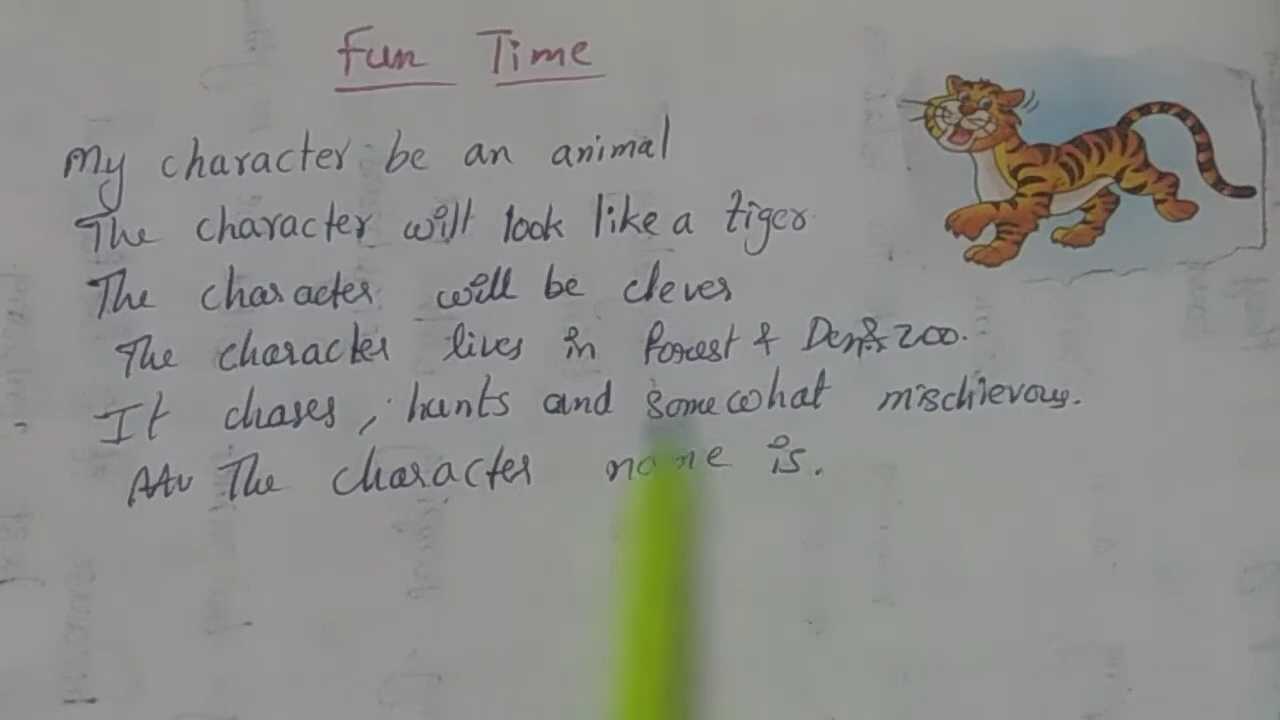 Fun Time
My character be an animal
The character will look like a tiger
The character will be clever
The character lives in forest & Den & zoo.
It chases, hunts and somewhat mischievous.
The character name is.